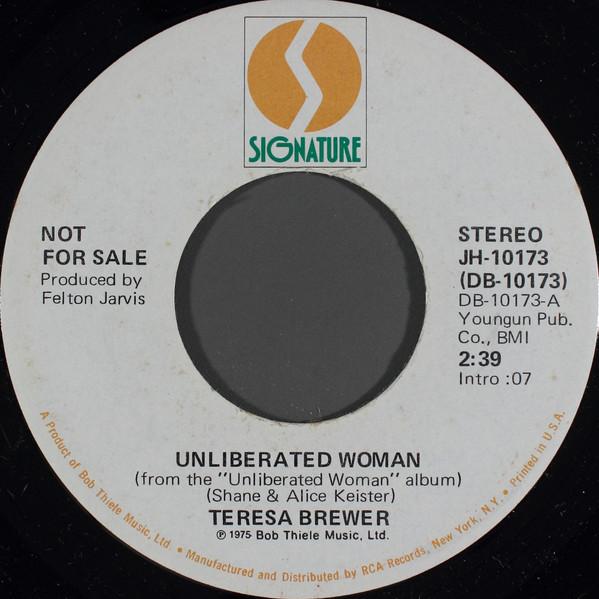 SIGNATURE
NOT
FOR SALE
Produced by
Felton Jarvis
STEREO
JH-10173
(DB-10173)
DB-10173-A
Youngun Pub.
Co., BMI
2:39
Intro :07
UNLIBERATED WOMAN
(from the "Unliberated Woman" album)
(Shane & Alice Keister)
TERESA BREWER
℗ 1975 Bob Thiele Music, Ltd.
A Product of Bob Thiele Music, Ltd. • Manufactured and Distributed by RCA Records, New York, N.Y. • Printed in U.S.A.